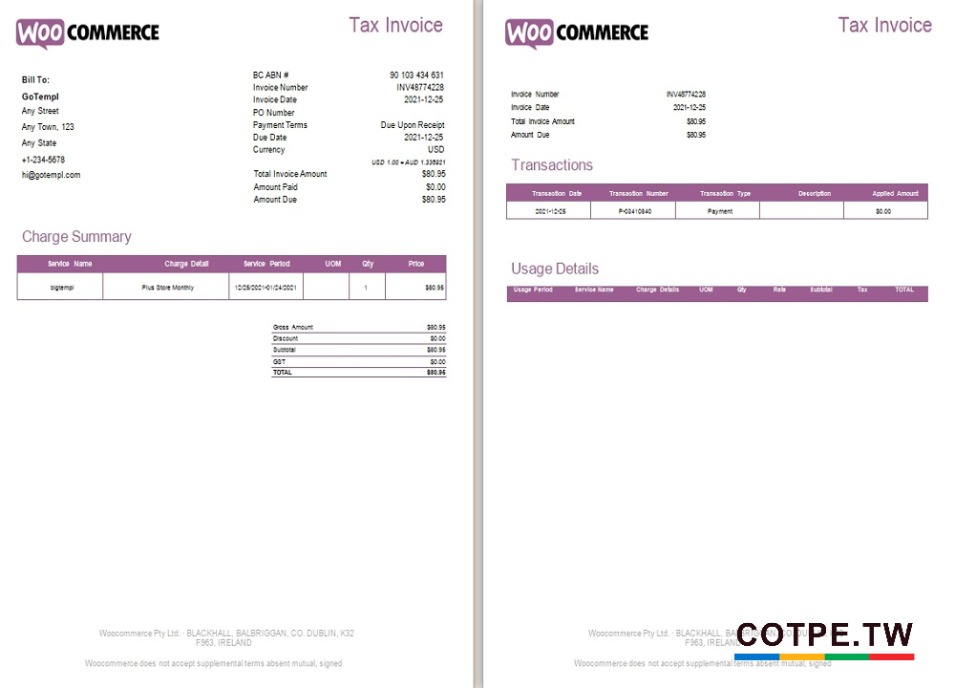 WOO COMMERCE
Tax Invoice
Bill To:
GoTempl
Any Street
Any Town, 123
Any State
+1-234-5678
hi@gotempl.com
BC ABN # 90 103 434 631
Invoice Number INV48774228
Invoice Date 2021-12-25
PO Number
Payment Terms Due Upon Receipt
Due Date 2021-12-25
Currency USD
USD 1.00 = AUD 1.338921
Total Invoice Amount $80.95
Amount Paid $0.00
Amount Due $80.95
Charge Summary
Service Name Charge Detail Service Period UOM Qty Price
bigtempl Plus Store Monthly 12/25/2021-01/24/2021 1 $80.95
Gross Amount $80.95
Discount $0.00
Subtotal $80.95
GST $0.00
TOTAL $80.95
Woocommerce Pty Ltd. · BLACKHALL, BALBRIGGAN, CO. DUBLIN, K32
F963, IRELAND
Woocommerce does not accept supplemental terms absent mutual, signed
WOO COMMERCE
Tax Invoice
Invoice Number INV48774228
Invoice Date 2021-12-25
Total Invoice Amount $80.95
Amount Due $80.95
Transactions
Transaction Date Transaction Number Transaction Type Description Applied Amount
2021-12-25 P-03410840 Payment $0.00
Usage Details
Usage Period Service Name Charge Details UOM Qty Rate Subtotal Tax TOTAL
Woocommerce Pty Ltd. · BLACKHALL, BALBRIGGAN, CO. DUBLIN,
F963, IRELAND
Woocommerce does not accept supplemental terms absent mutual, signed
COTPE.TW